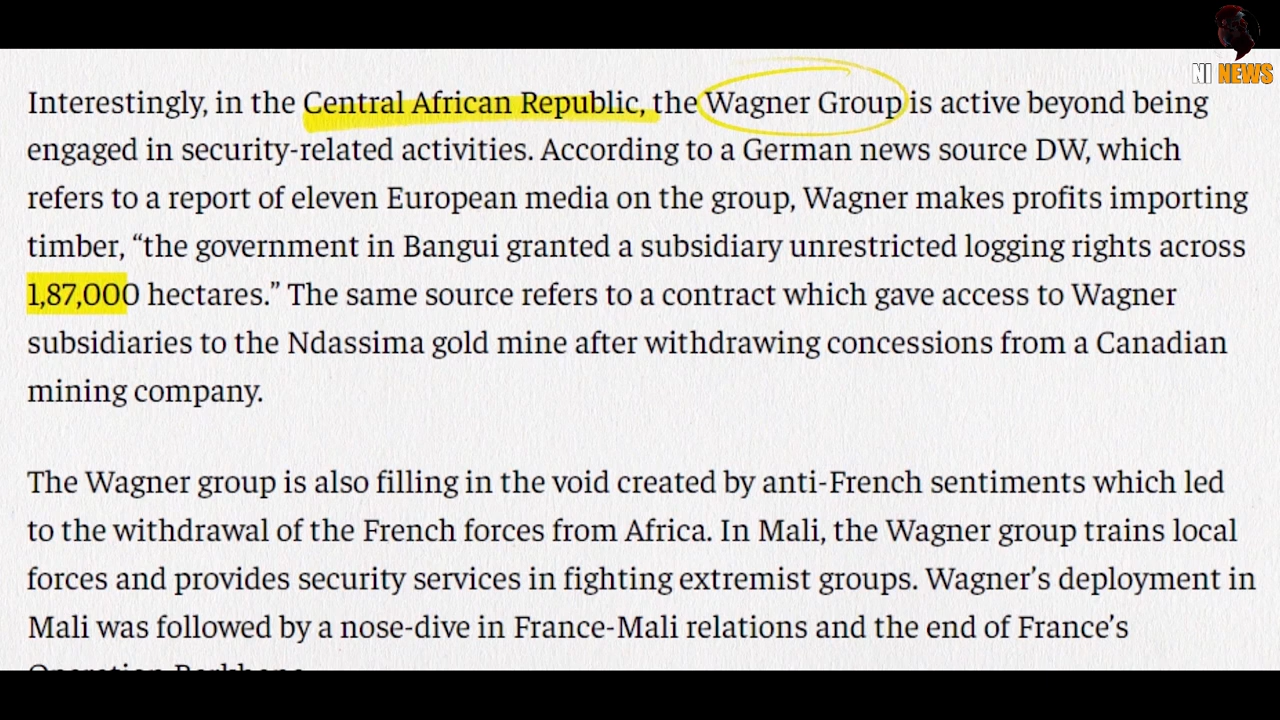 NI NEWS
Interestingly, in the Central African Republic, the Wagner Group is active beyond being
engaged in security-related activities. According to a German news source DW, which
refers to a report of eleven European media on the group, Wagner makes profits importing
timber, “the government in Bangui granted a subsidiary unrestricted logging rights across
1,87,000 hectares.” The same source refers to a contract which gave access to Wagner
subsidiaries to the Ndassima gold mine after withdrawing concessions from a Canadian
mining company.
The Wagner group is also filling in the void created by anti-French sentiments which led
to the withdrawal of the French forces from Africa. In Mali, the Wagner group trains local
forces and provides security services in fighting extremist groups. Wagner’s deployment in
Mali was followed by a nose-dive in France-Mali relations and the end of France’s